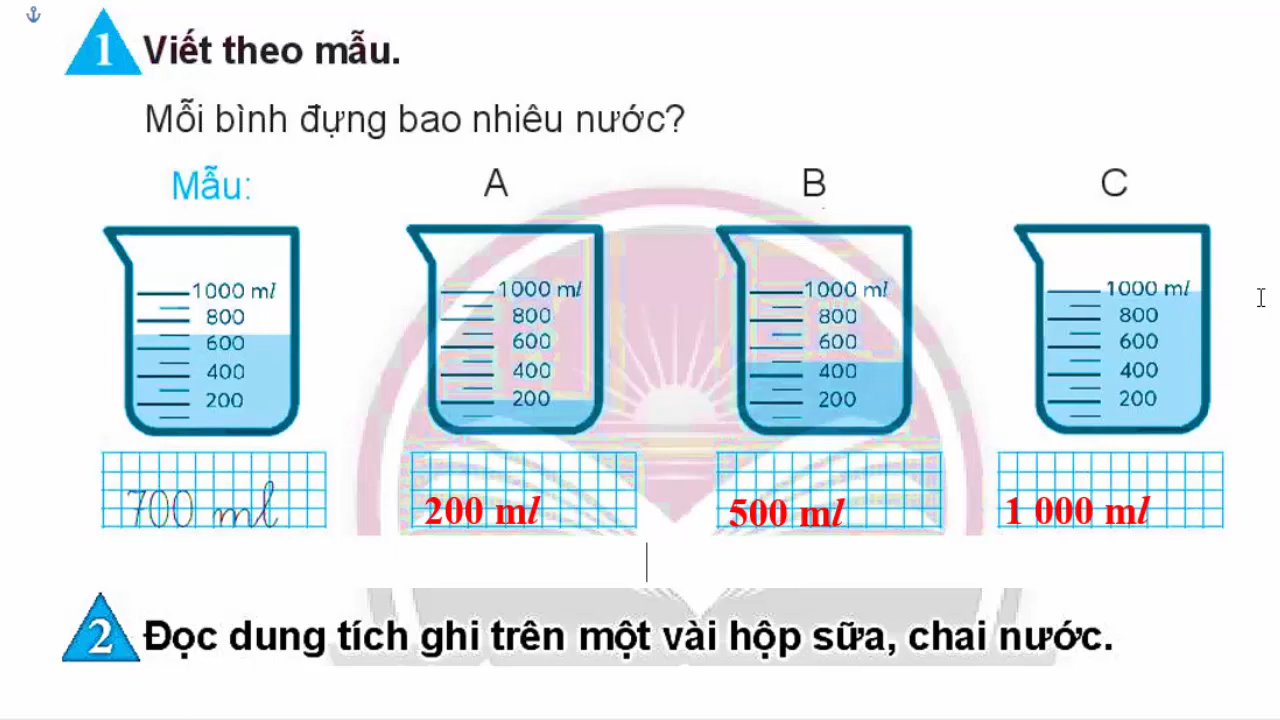 1 Viết theo mẫu.
Mỗi bình đựng bao nhiêu nước?
Mẫu: A B C
1000 ml 1000 ml 1000 ml 1000 ml
800 800 800 800
600 600 600 600
400 400 400 400
200 200 200 200
700 ml 200 ml 500 ml 1 000 ml
2 Đọc dung tích ghi trên một vài hộp sữa, chai nước.